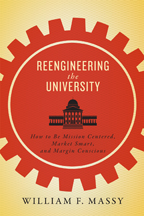 REENGINEERING
the
UNIVERSITY
How to Be Mission Centered,
Market Smart,
and Margin Conscious
WILLIAM F. MASSY